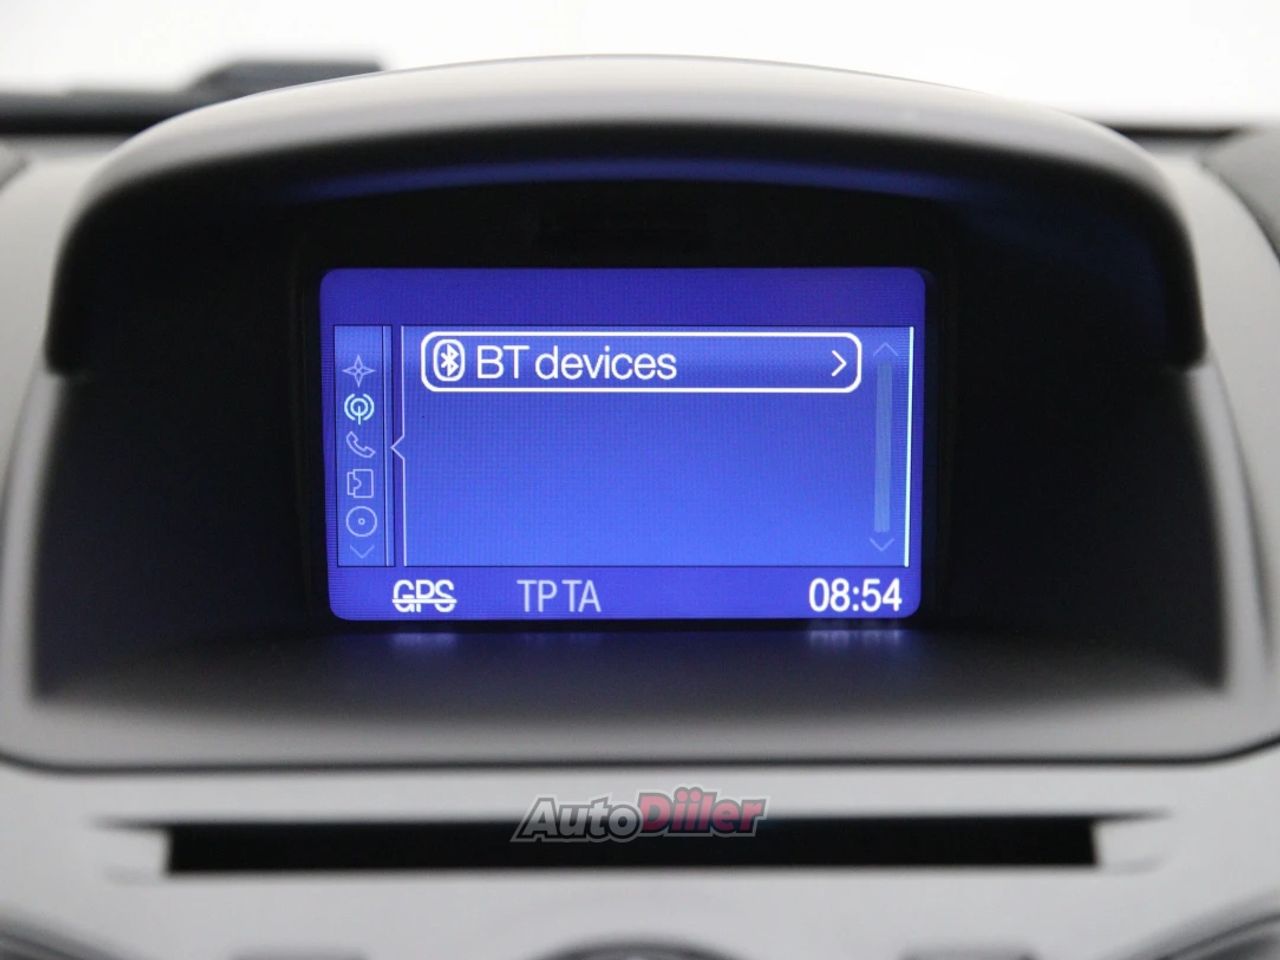 BT devices
GPS TP TA 08:54
AutoDiiler